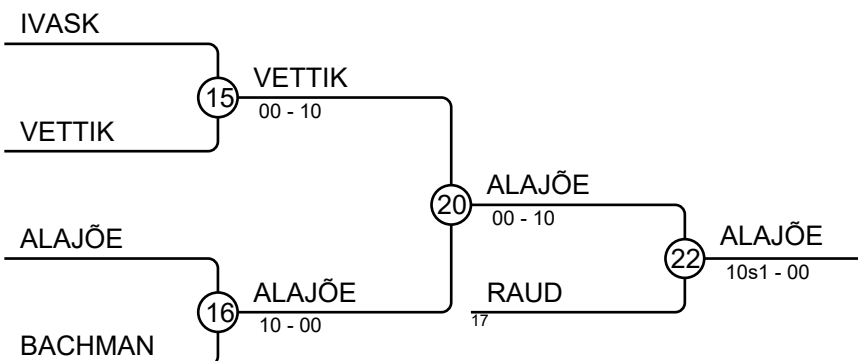 IVASK
15
VETTIK
00 - 10
VETTIK
20
ALAJÕE
00 - 10
ALAJÕE
22
ALAJÕE
10s1 - 00
16
ALAJÕE
10 - 00
RAUD
17
BACHMAN